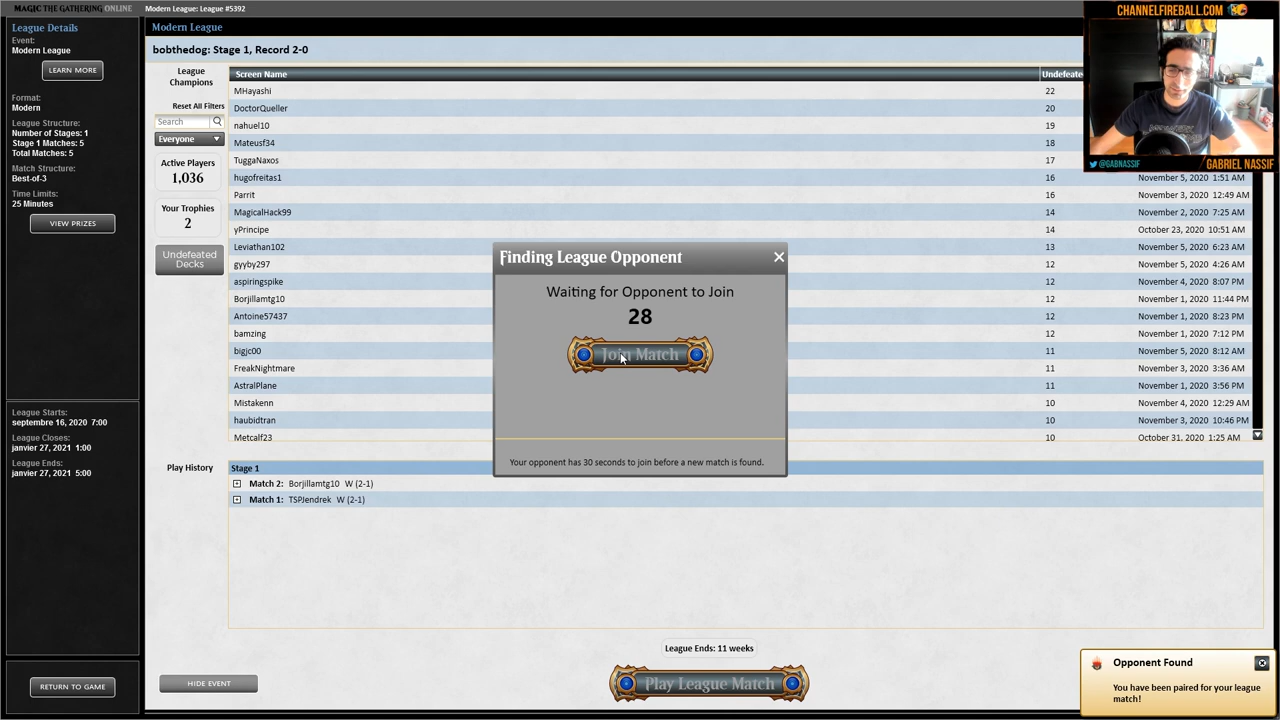 MAGIC THE GATHERING ONLINE
Modern League: League #5392
CHANNELFIREBALL.COM
League Details
Event:
Modern League
LEARN MORE
Format:
Modern
League Structure:
Number of Stages: 1
Stage 1 Matches: 5
Total Matches: 5
Match Structure:
Best-of-3
Time Limits:
25 Minutes
VIEW PRIZES
League Starts:
septembre 16, 2020 7:00
League Closes:
janvier 27, 2021 1:00
League Ends:
janvier 27, 2021 5:00
RETURN TO GAME
Modern League
bobthedog: Stage 1, Record 2-0
League Champions
Reset All Filters
Search
Everyone
Active Players
1,036
Your Trophies
2
Undefeated Decks
Screen Name Undefeated
MHayashi 22
DoctorQueller 20
nahuel10 19
Mateusf34 18
TuggaNaxos 17
hugofreitas1 16 November 5, 2020 1:51 AM
Parrit 16 November 3, 2020 12:49 AM
MagicalHack99 14 November 2, 2020 7:25 AM
yPrincipe 14 October 23, 2020 10:51 AM
Leviathan102 13 November 5, 2020 6:23 AM
gyyby297 12 November 5, 2020 4:26 AM
aspiringspike 12 November 4, 2020 8:07 PM
Borjillamtg10 12 November 1, 2020 11:44 PM
Antoine57437 12 November 1, 2020 8:23 PM
bamzing 12 November 1, 2020 7:12 PM
bigjc00 11 November 5, 2020 8:12 AM
FreakNightmare 11 November 3, 2020 3:36 AM
AstralPlane 11 November 1, 2020 3:56 PM
Mistakenn 10 November 4, 2020 12:29 AM
haubidtran 10 November 3, 2020 10:46 PM
Metcalf23 10 October 31, 2020 1:25 AM
@GABNASSIF
GABRIEL NASSIF
Finding League Opponent
Waiting for Opponent to Join
28
Join Match
Your opponent has 30 seconds to join before a new match is found.
Play History
Stage 1
Match 2: Borjillamtg10 W (2-1)
Match 1: TSPJendrek W (2-1)
League Ends: 11 weeks
HIDE EVENT
Play League Match
Opponent Found
You have been paired for your league
match!